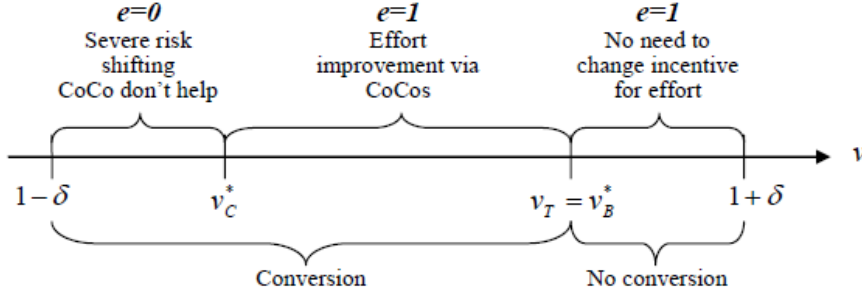 e=0 e=1 e=1
Severe risk Effort No need to
shifting improvement via change incentive
CoCo don't help CoCos for effort
v
1−δ v*_C v_T = v*_B 1+δ
Conversion No conversion